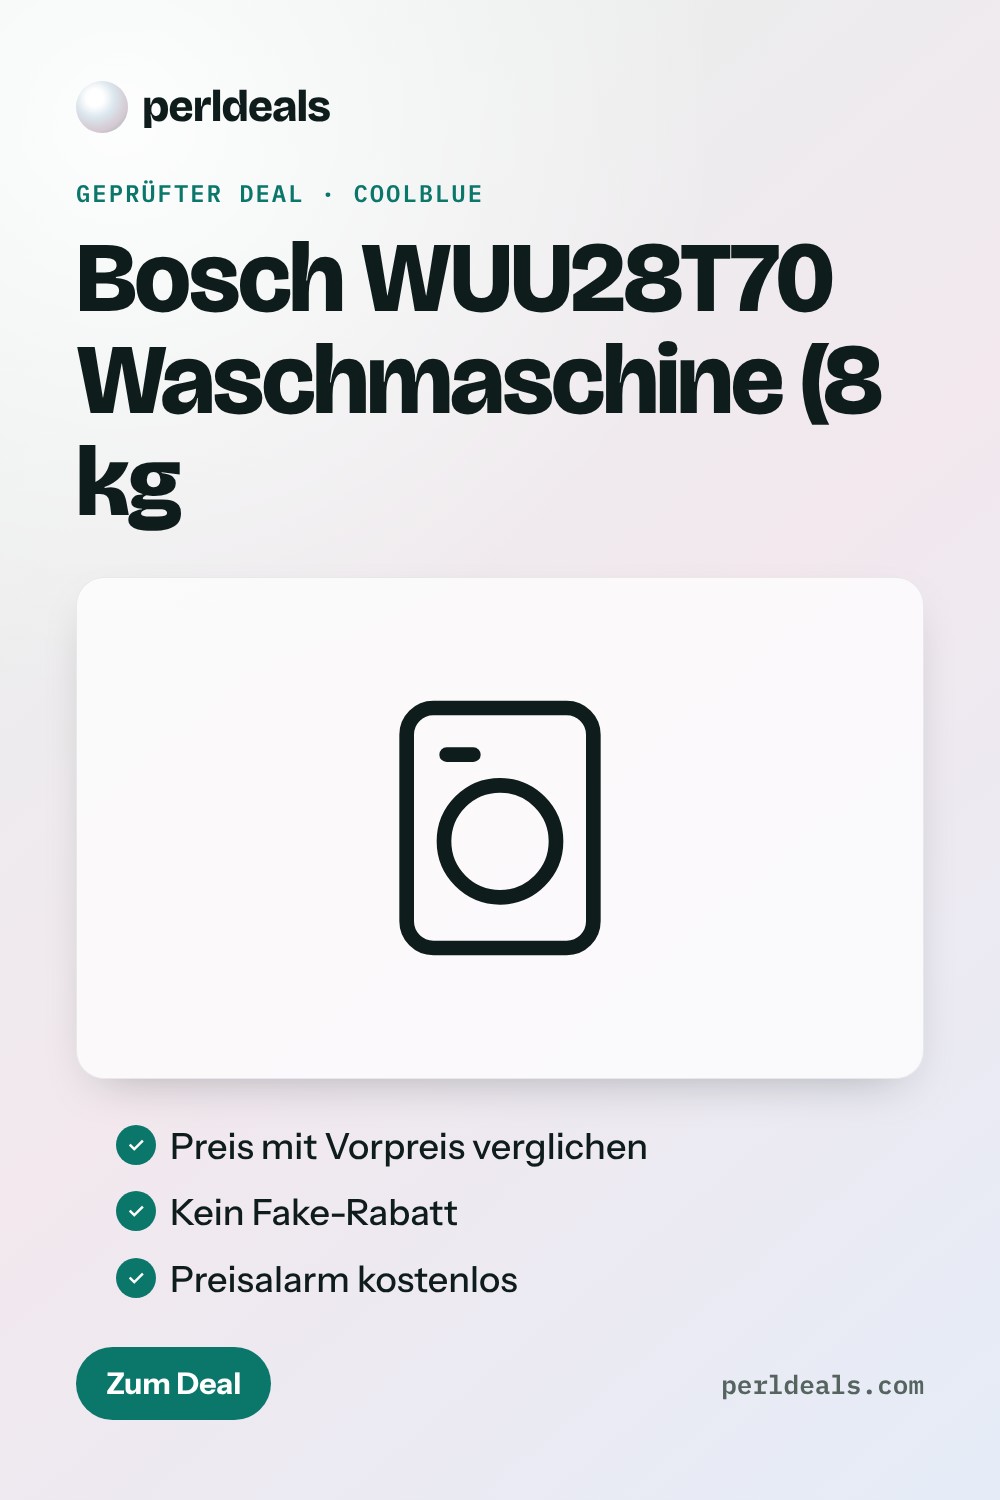 perldeals
GEPRÜFTER DEAL · COOLBLUE
Bosch WUU28T70
Waschmaschine (8
kg
Preis mit Vorpreis verglichen
Kein Fake-Rabatt
Preisalarm kostenlos
Zum Deal
perldeals.com